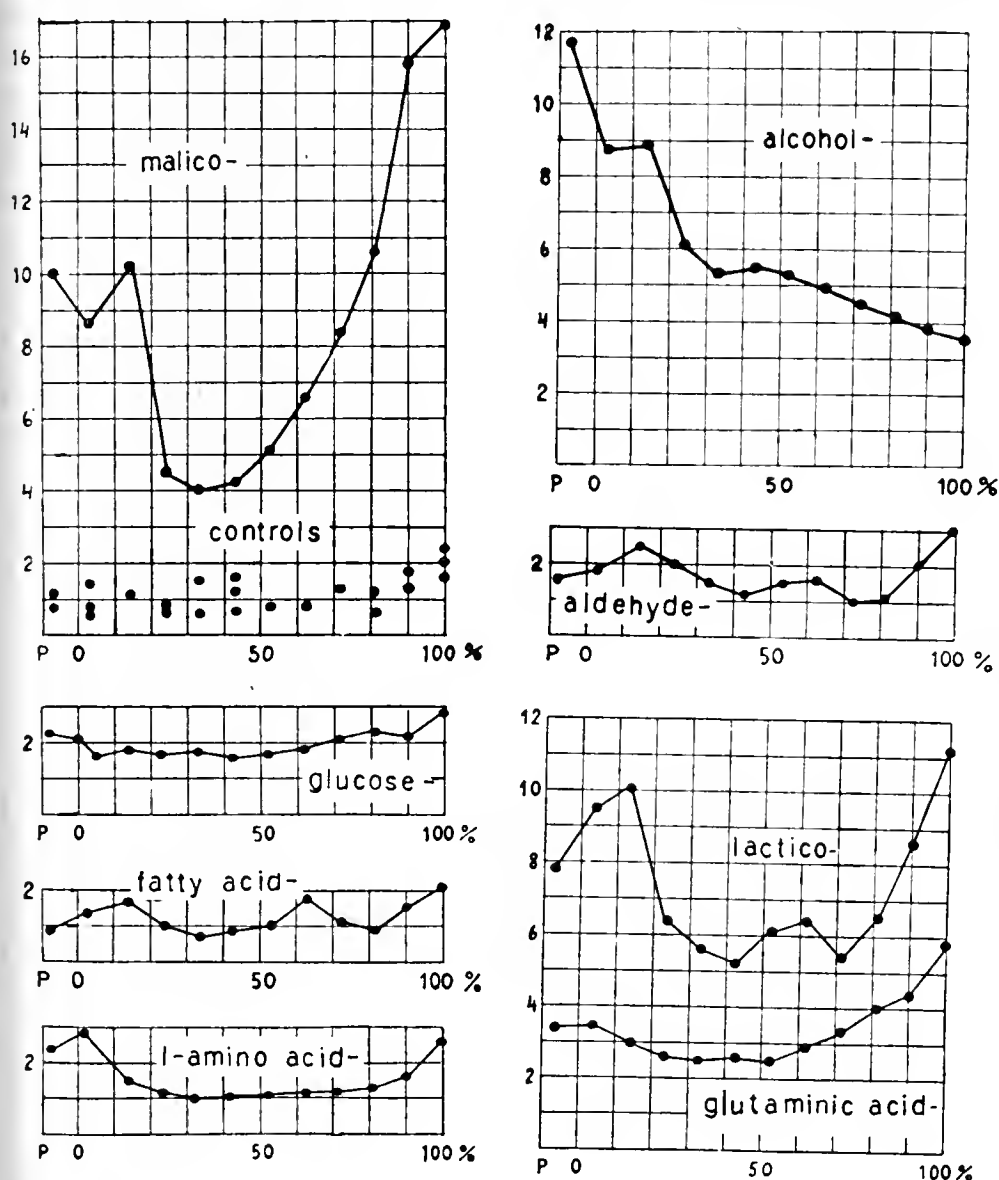 16
14
malico-
12
10
8
6
4
controls
2
P 0 50 100 %
12
10
alcohol-
8
6
4
2
P 0 50 100 %
2
aldehyde-
P 0 50 100 %
2
glucose-
P 0 50 100 %
fatty acid-
2
P 0 50 100 %
l-amino acid-
2
P 0 50 100 %
12
10
lactico-
8
6
4
2
glutaminic acid-
P 0 50 100 %